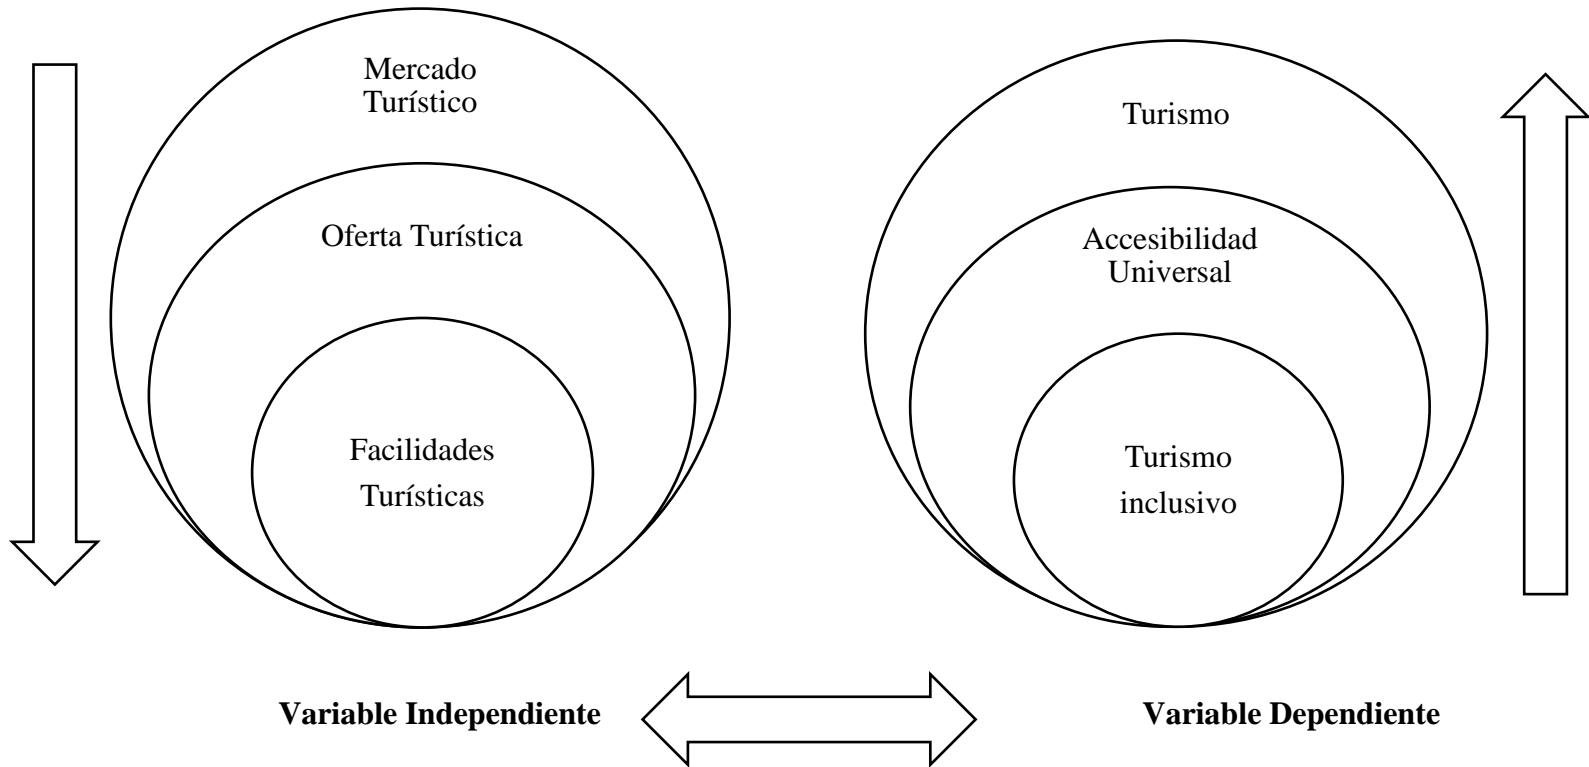 Mercado
Turístico
Oferta Turística
Facilidades
Turísticas
Turismo
Accesibilidad
Universal
Turismo
inclusivo
Variable Independiente
Variable Dependiente